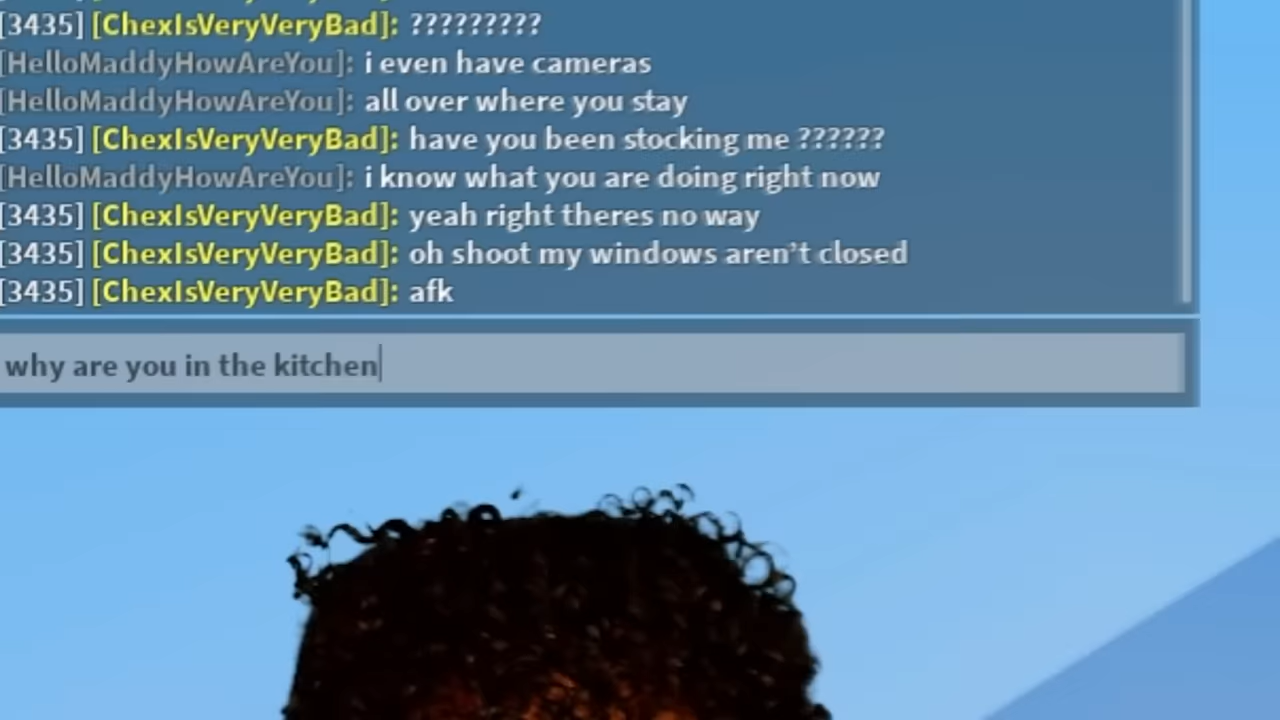 [3435] [ChexIsVeryVeryBad]: ?????????
[HelloMaddyHowAreYou]: i even have cameras
[HelloMaddyHowAreYou]: all over where you stay
[3435] [ChexIsVeryVeryBad]: have you been stocking me ??????
[HelloMaddyHowAreYou]: i know what you are doing right now
[3435] [ChexIsVeryVeryBad]: yeah right theres no way
[3435] [ChexIsVeryVeryBad]: oh shoot my windows aren’t closed
[3435] [ChexIsVeryVeryBad]: afk
why are you in the kitchen